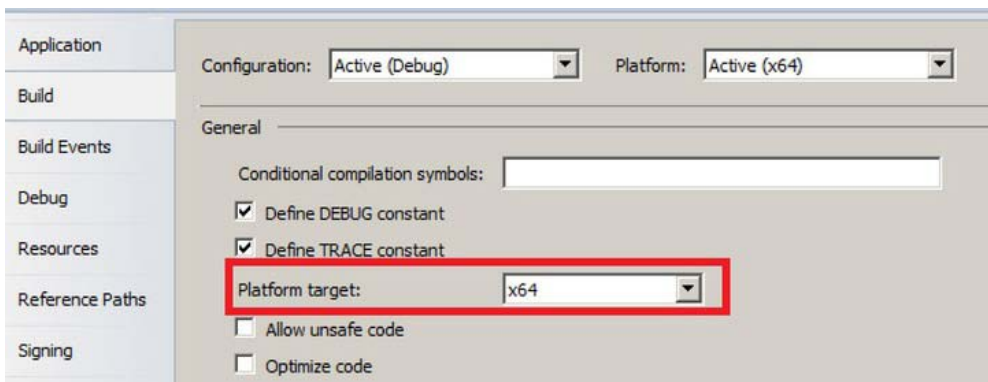 Application
Build
Build Events
Debug
Resources
Reference Paths
Signing
Configuration: Active (Debug) Platform: Active (x64)
General
Conditional compilation symbols:
Define DEBUG constant
Define TRACE constant
Platform target: x64
Allow unsafe code
Optimize code